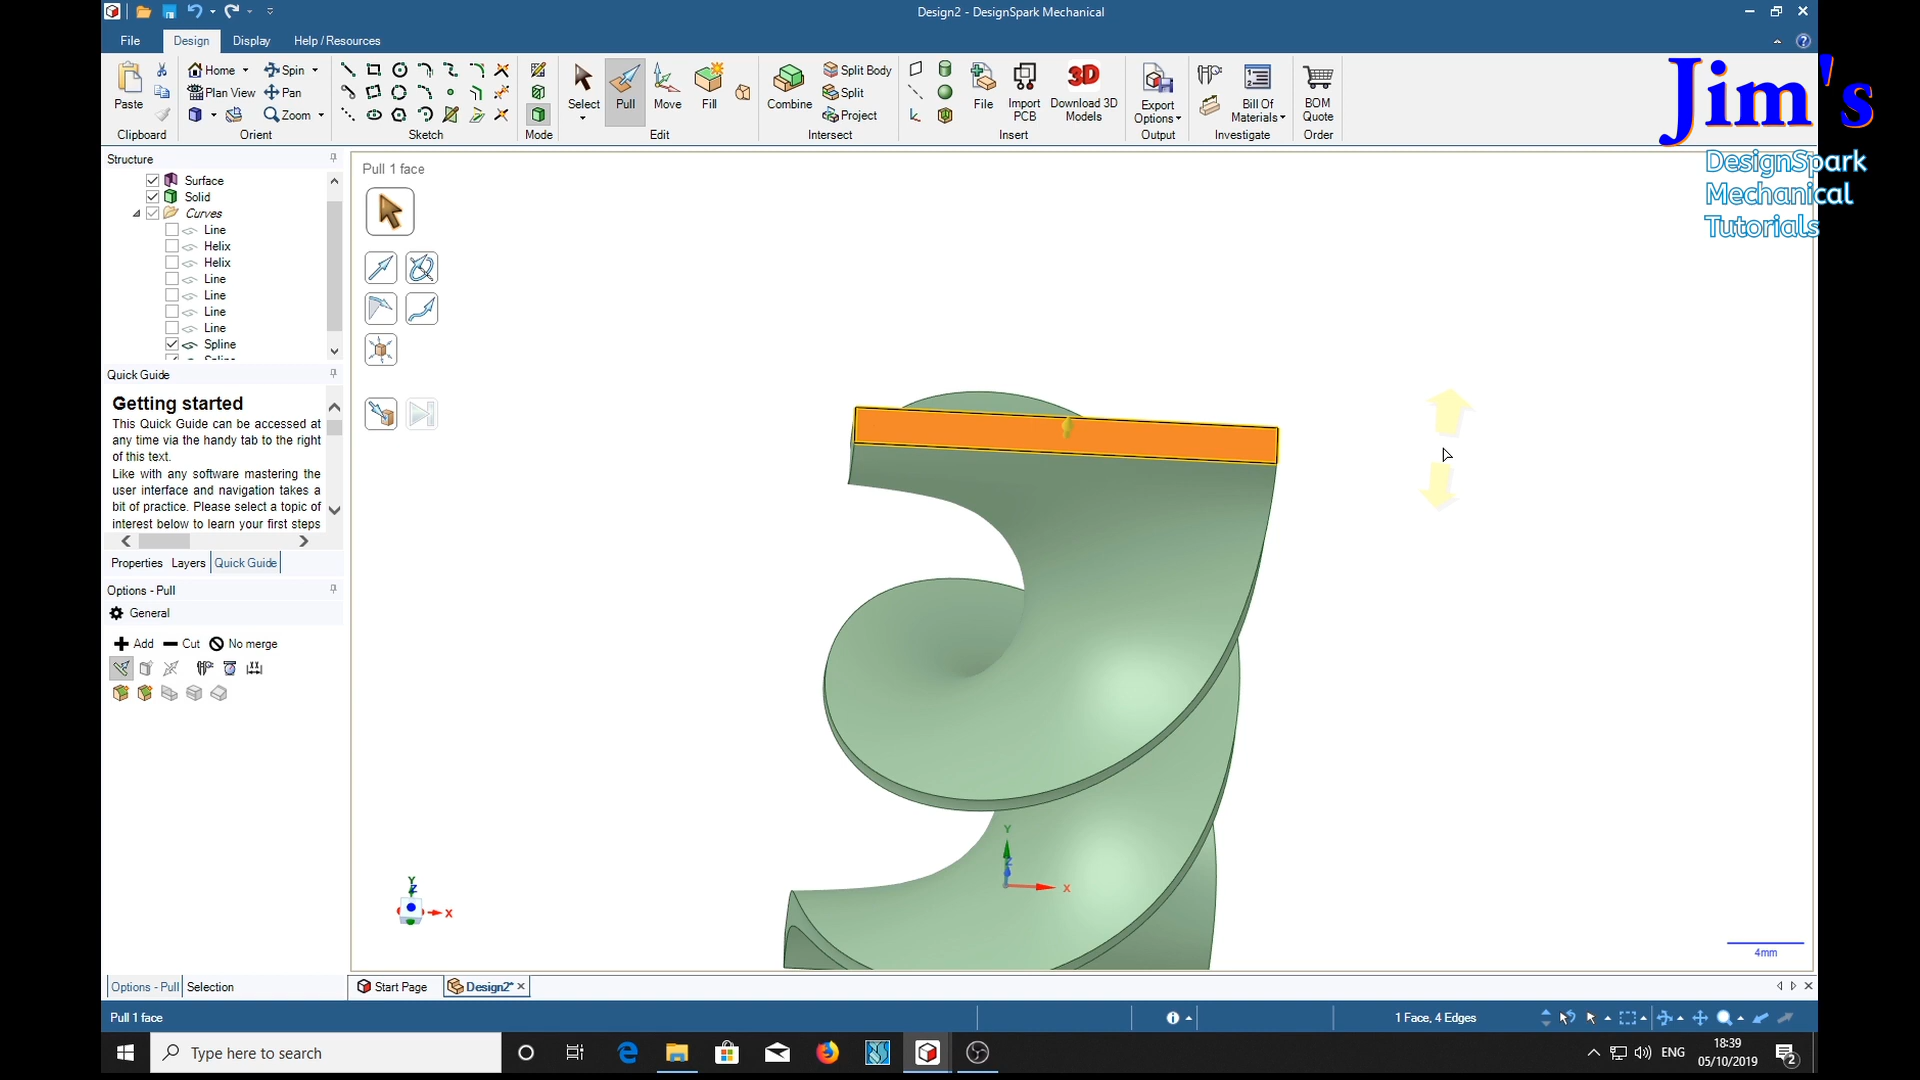 Design2 - DesignSpark Mechanical
File Design Display Help / Resources
Paste
Home
Plan View
Spin
Pan
Zoom
Select
Pull
Move
Fill
Combine
Split Body
Split
Project
File
Import PCB
Download 3D Models
Export Options
Bill Of Materials
BOM Quote
3D
Clipboard Orient Sketch Mode Edit Intersect Insert Output Investigate Order
Jim's
DesignSpark
Mechanical
Tutorials
Structure
Surface
Solid
Curves
Line
Helix
Helix
Line
Line
Line
Line
Spline
Quick Guide
Getting started
This Quick Guide can be accessed at
any time via the handy tab to the right
of this text.
Like with any software mastering the
user interface and navigation takes a
bit of practice. Please select a topic of
interest below to learn your first steps
Properties Layers Quick Guide
Options - Pull
General
Add Cut No merge
Pull 1 face
Y
Z
X
Y
Z
X
4mm
Options - Pull Selection
Start Page Design2*
Pull 1 face
1 Face, 4 Edges
Type here to search
ENG
18:39
05/10/2019
2